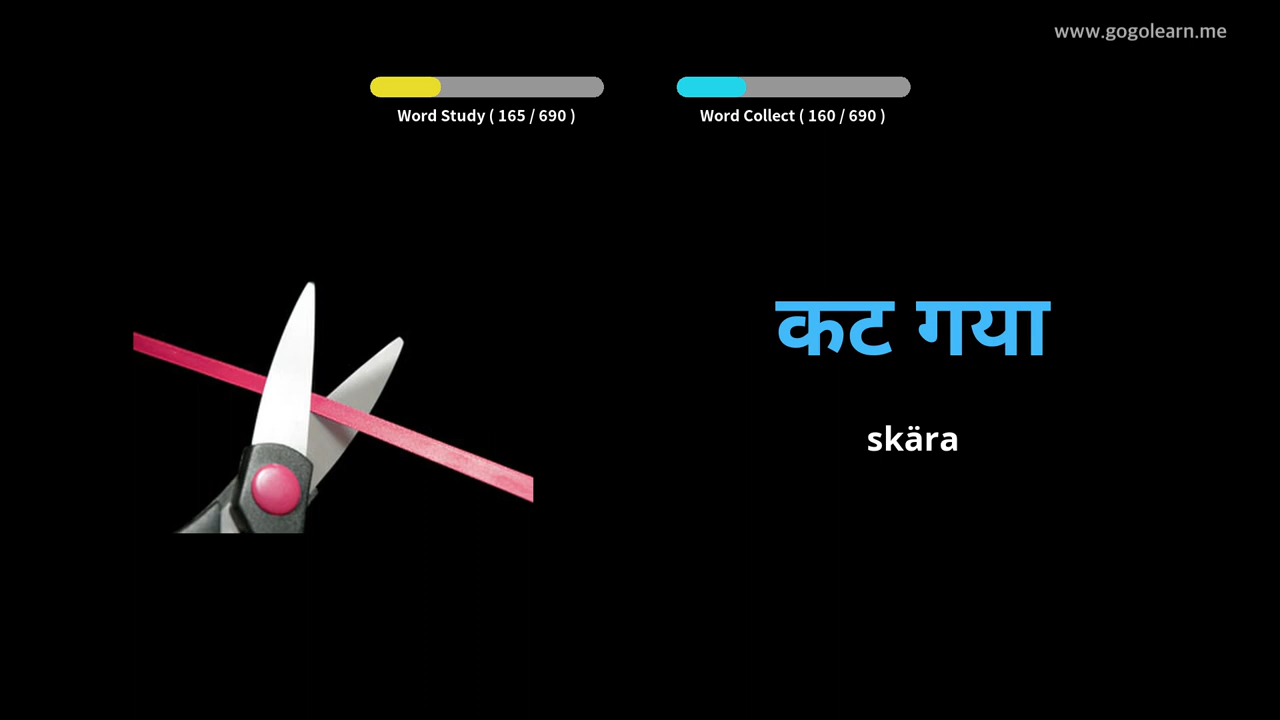 www.gogolearn.me
Word Study ( 165 / 690 )
Word Collect ( 160 / 690 )
कट गया
skära